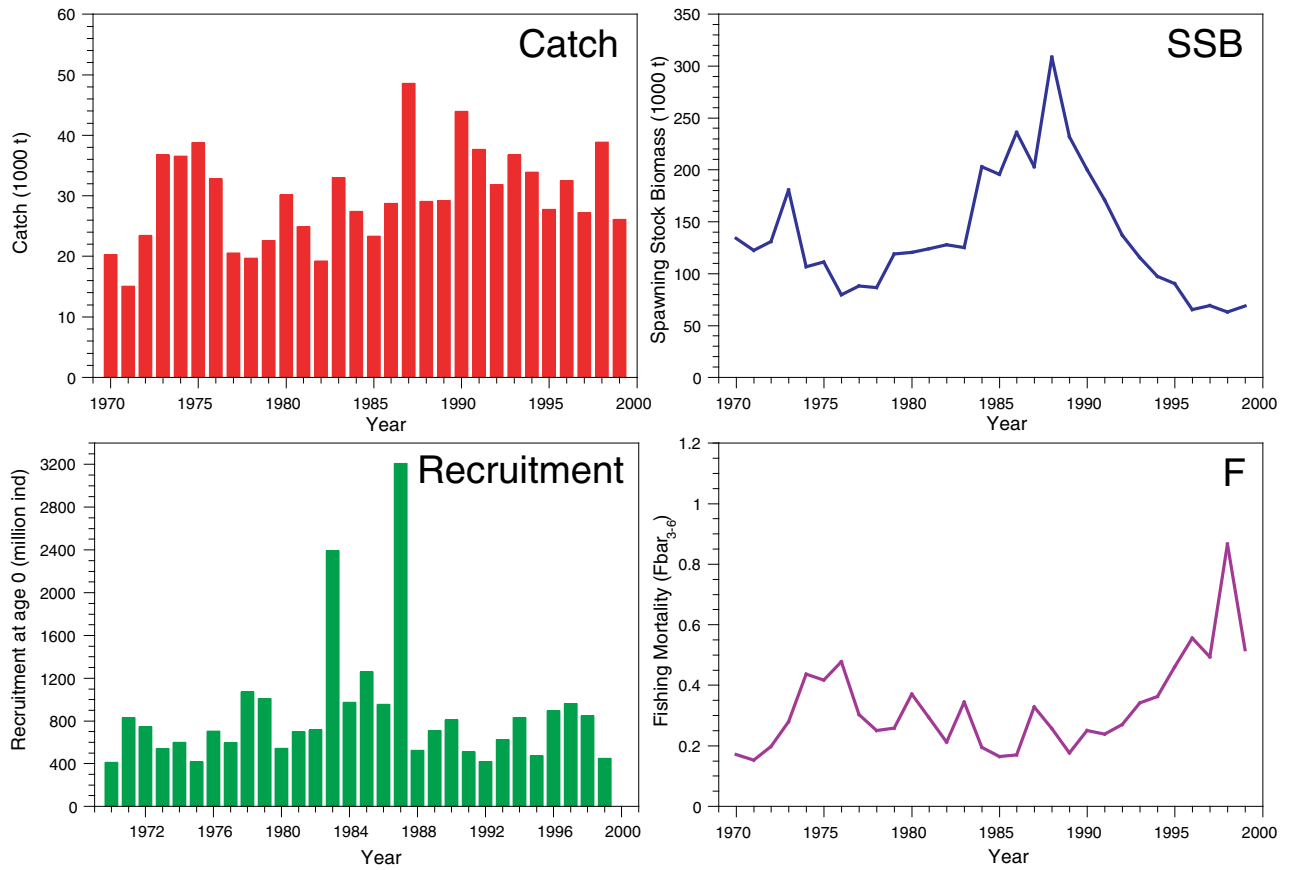 Catch
Catch (1000 t)
60
50
40
30
20
10
0
1970 1975 1980 1985 1990 1995 2000
Year
SSB
Spawning Stock Biomass (1000 t)
350
300
250
200
150
100
50
0
1970 1975 1980 1985 1990 1995 2000
Year
Recruitment
Recruitment at age 0 (million ind)
3200
2800
2400
2000
1600
1200
800
400
0
1972 1976 1980 1984 1988 1992 1996 2000
Year
F
Fishing Mortality (Fbar3-6)
1.2
1
0.8
0.6
0.4
0.2
0
1970 1975 1980 1985 1990 1995 2000
Year